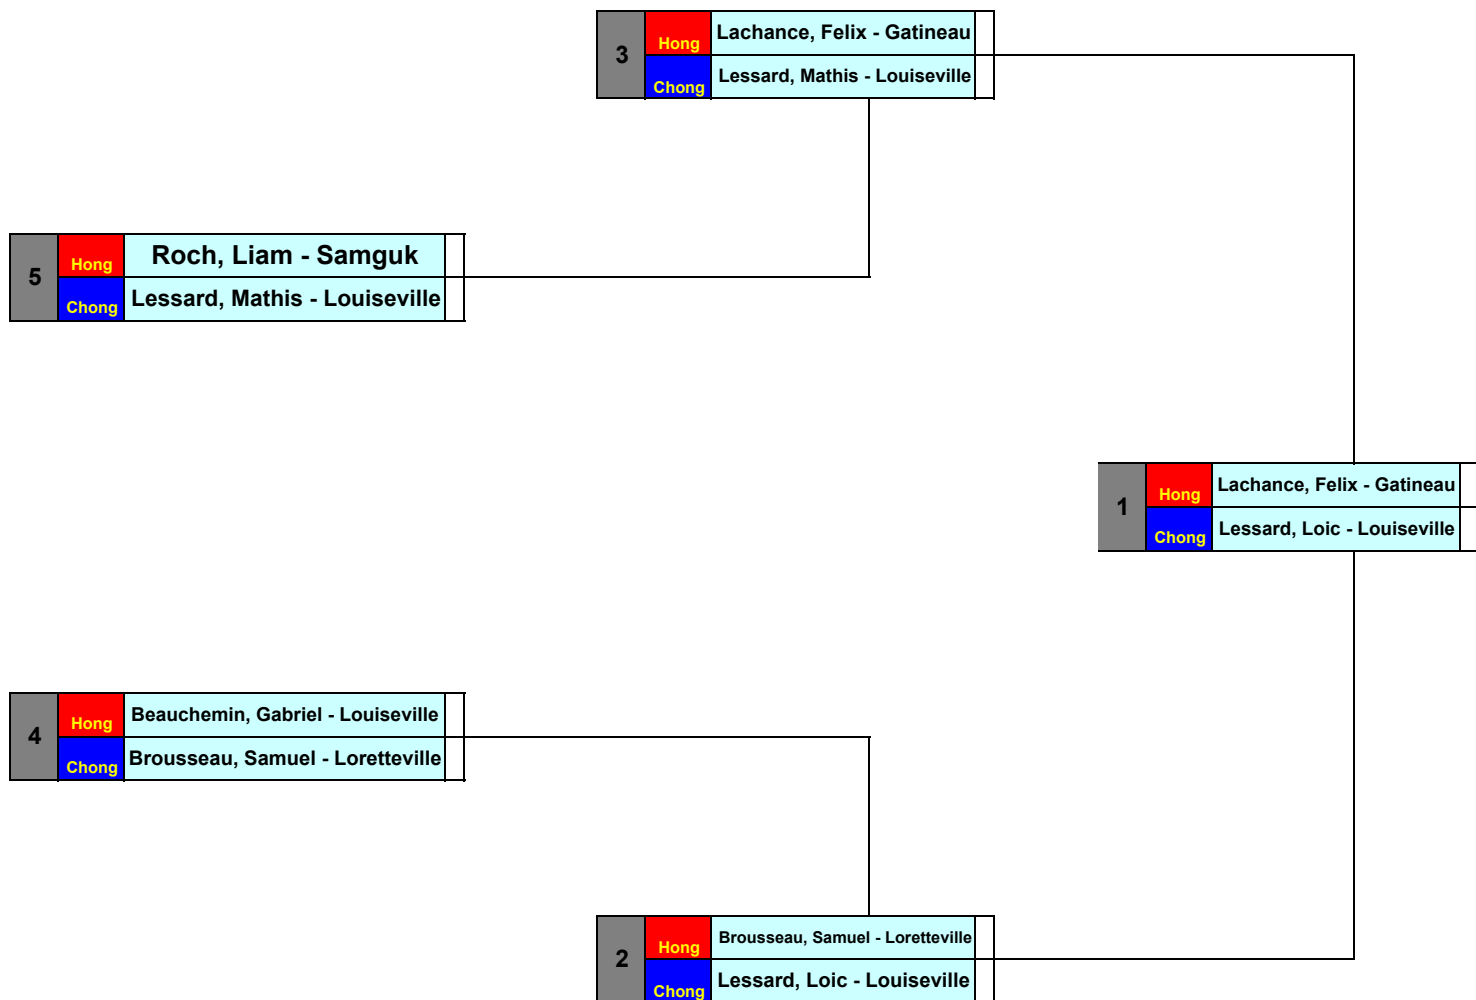 3
Hong
Lachance, Felix - Gatineau
Chong
Lessard, Mathis - Louiseville
5
Hong
Roch, Liam - Samguk
Chong
Lessard, Mathis - Louiseville
1
Hong
Lachance, Felix - Gatineau
Chong
Lessard, Loic - Louiseville
4
Hong
Beauchemin, Gabriel - Louiseville
Chong
Brousseau, Samuel - Loretteville
2
Hong
Brousseau, Samuel - Loretteville
Chong
Lessard, Loic - Louiseville